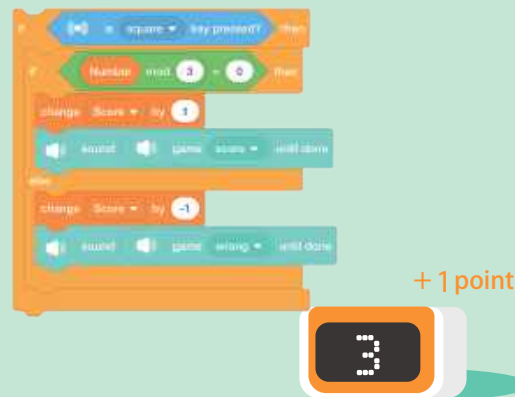 if is square key pressed? then
if Number mod 3 = 0 then
change Score by 1
sound game score until done
else
change Score by -1
sound game wrong until done
+1 point
3